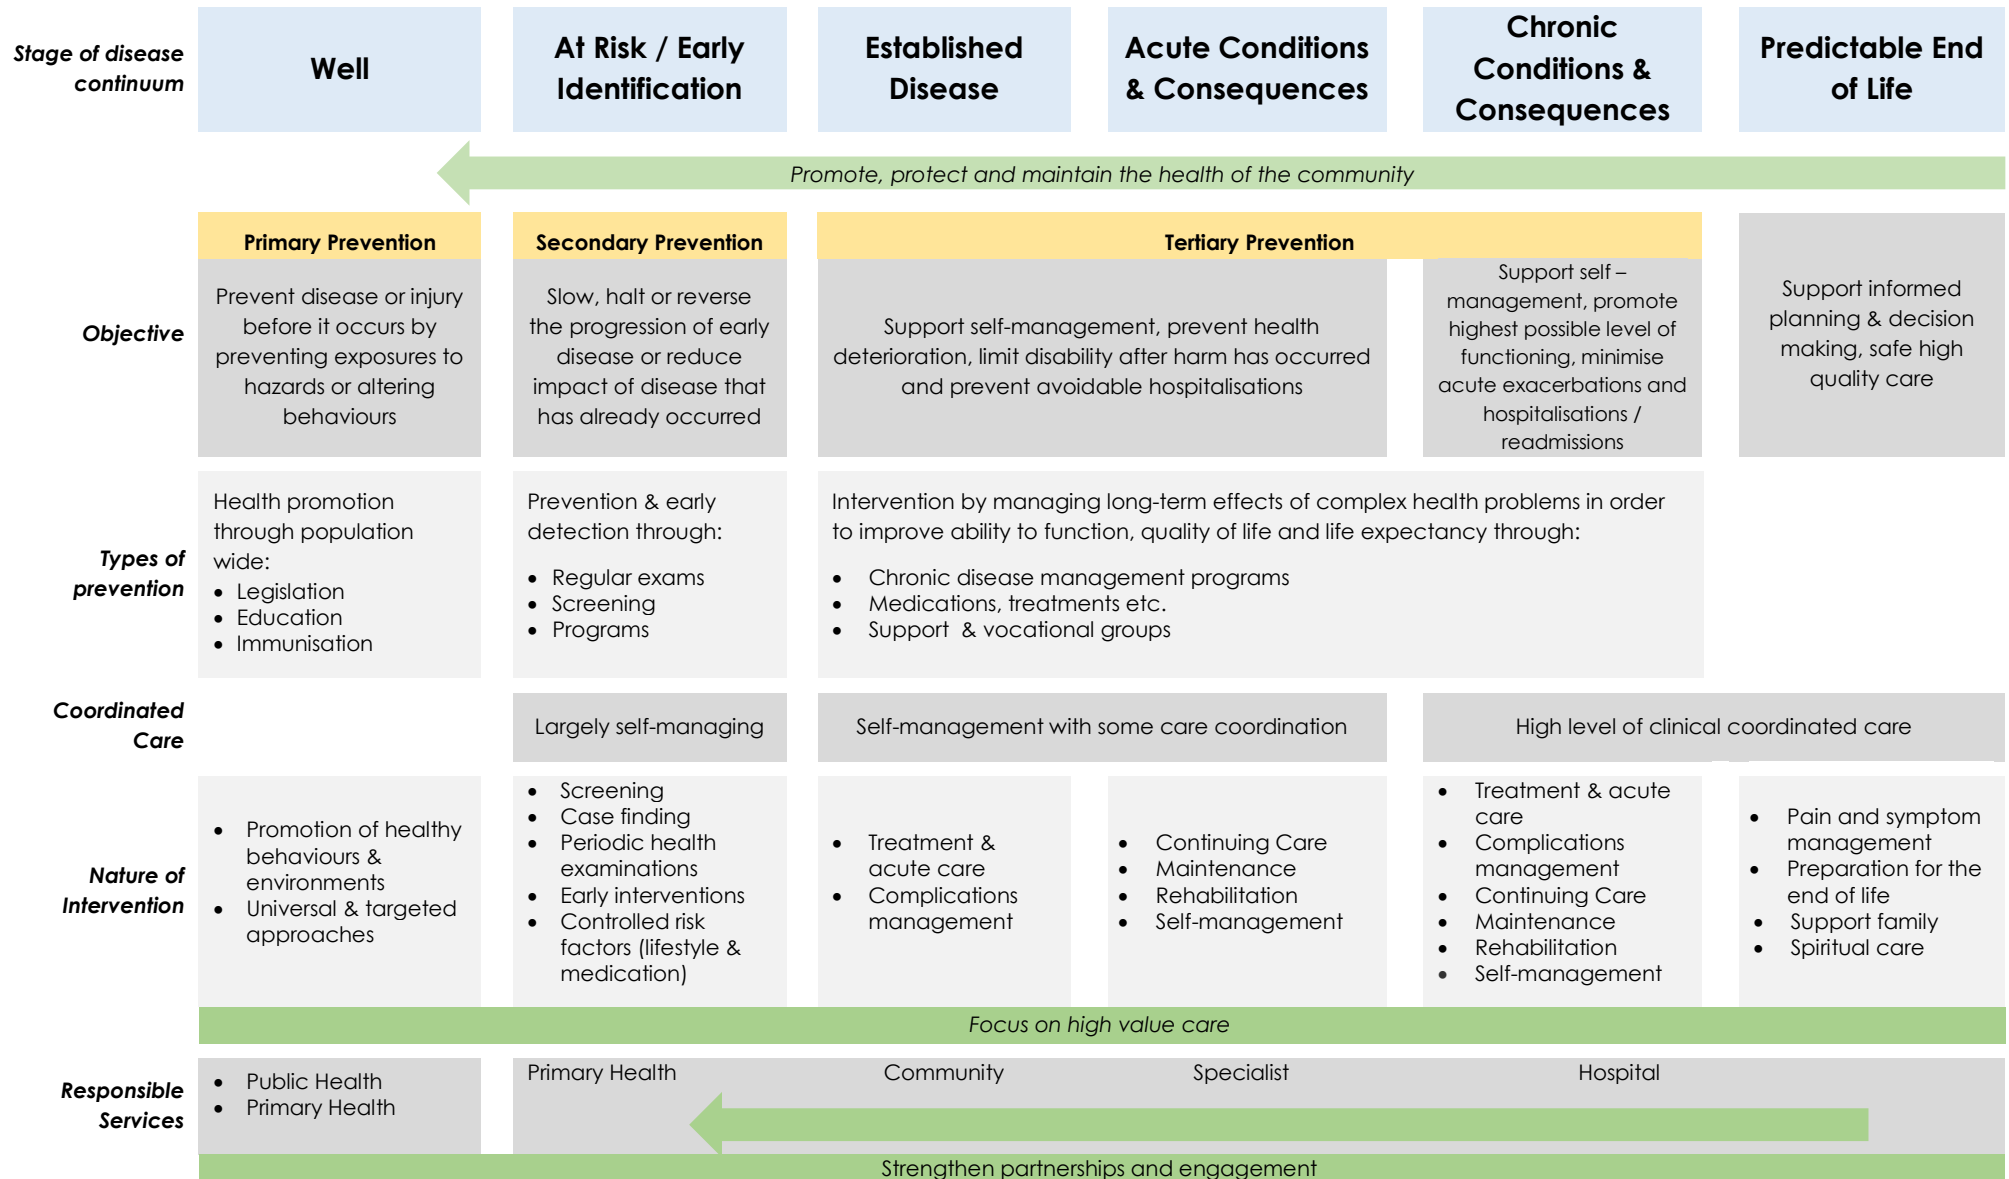 Stage of disease
continuum
Well
At Risk / Early
Identification
Established
Disease
Acute Conditions
& Consequences
Chronic
Conditions &
Consequences
Predictable End
of Life
Promote, protect and maintain the health of the community
Objective
Primary Prevention
Prevent disease or injury
before it occurs by
preventing exposures to
hazards or altering
behaviours
Secondary Prevention
Slow, halt or reverse
the progression of early
disease or reduce
impact of disease that
has already occurred
Tertiary Prevention
Support self-management, prevent health
deterioration, limit disability after harm has occurred
and prevent avoidable hospitalisations
Support self –
management, promote
highest possible level of
functioning, minimise
acute exacerbations and
hospitalisations /
readmissions
Support informed
planning & decision
making, safe high
quality care
Types of
prevention
Health promotion
through population
wide:
• Legislation
• Education
• Immunisation
Prevention & early
detection through:
• Regular exams
• Screening
• Programs
Intervention by managing long-term effects of complex health problems in order
to improve ability to function, quality of life and life expectancy through:
• Chronic disease management programs
• Medications, treatments etc.
• Support & vocational groups
Coordinated
Care
Largely self-managing
Self-management with some care coordination
High level of clinical coordinated care
Nature of
Intervention
• Promotion of healthy
behaviours &
environments
• Universal & targeted
approaches
• Screening
• Case finding
• Periodic health
examinations
• Early interventions
• Controlled risk
factors (lifestyle &
medication)
• Treatment &
acute care
• Complications
management
• Continuing Care
• Maintenance
• Rehabilitation
• Self-management
• Treatment & acute
care
• Complications
management
• Continuing Care
• Maintenance
• Rehabilitation
• Self-management
• Pain and symptom
management
• Preparation for the
end of life
• Support family
• Spiritual care
Focus on high value care
Responsible
Services
• Public Health
• Primary Health
Primary Health
Community
Specialist
Hospital
Strengthen partnerships and engagement